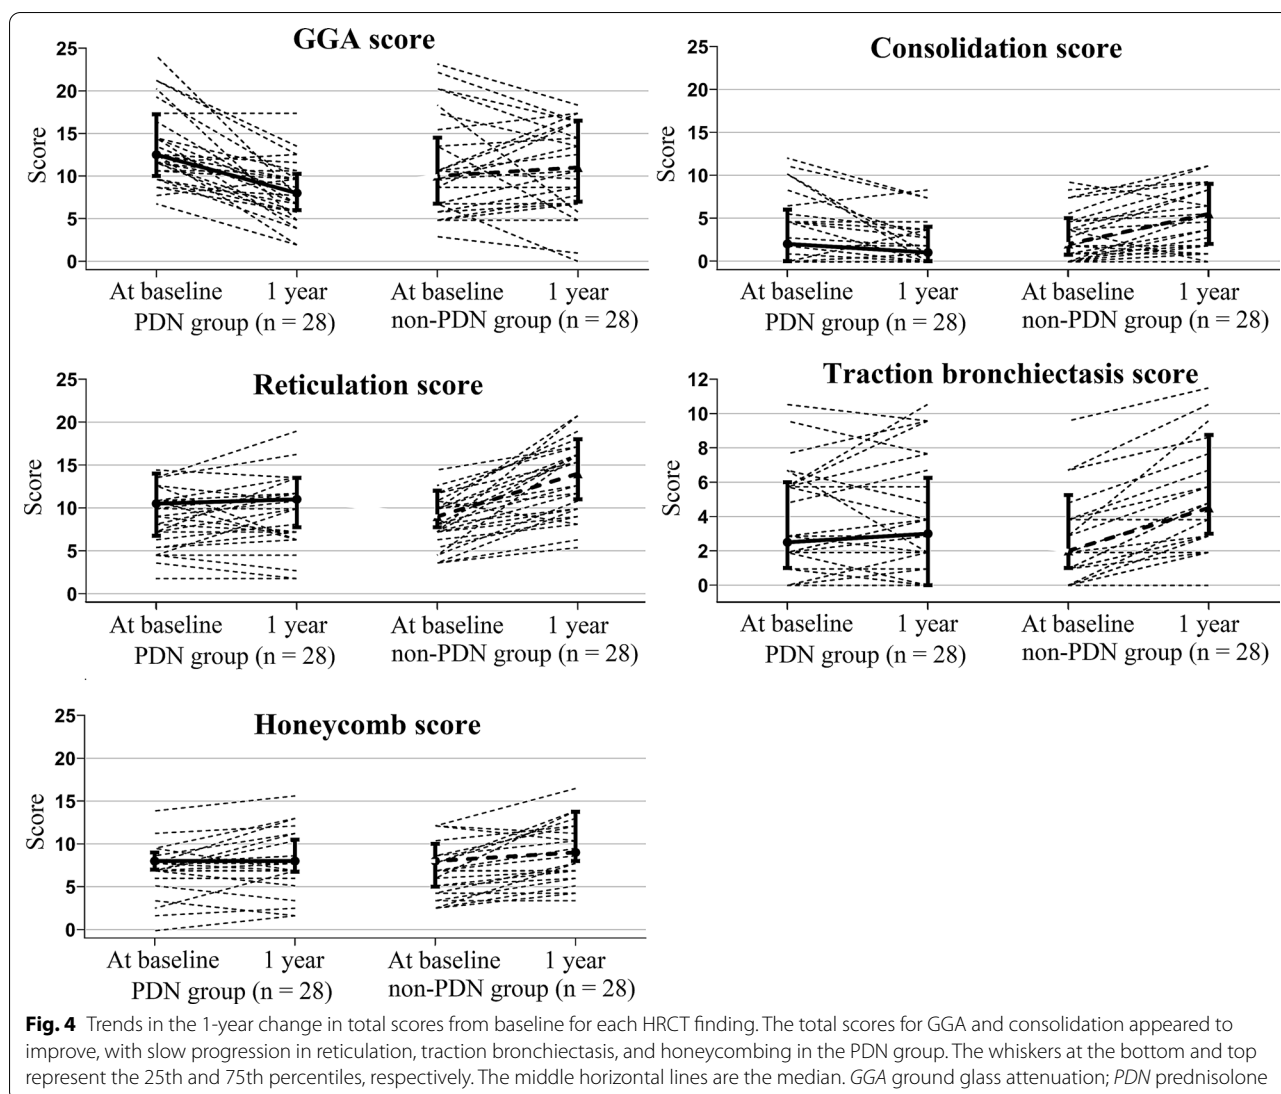 GGA score
25
20
15
10
5
0
Score
At baseline 1 year At baseline 1 year
PDN group (n = 28) non-PDN group (n = 28)
Consolidation score
25
20
15
10
5
0
Score
At baseline 1 year At baseline 1 year
PDN group (n = 28) non-PDN group (n = 28)
Reticulation score
25
20
15
10
5
0
Score
At baseline 1 year At baseline 1 year
PDN group (n = 28) non-PDN group (n = 28)
Traction bronchiectasis score
12
10
8
6
4
2
0
Score
At baseline 1 year At baseline 1 year
PDN group (n = 28) non-PDN group (n = 28)
Honeycomb score
25
20
15
10
5
0
Score
At baseline 1 year At baseline 1 year
PDN group (n = 28) non-PDN group (n = 28)
Fig. 4 Trends in the 1-year change in total scores from baseline for each HRCT finding. The total scores for GGA and consolidation appeared to
improve, with slow progression in reticulation, traction bronchiectasis, and honeycombing in the PDN group. The whiskers at the bottom and top
represent the 25th and 75th percentiles, respectively. The middle horizontal lines are the median. GGA ground glass attenuation; PDN prednisolone